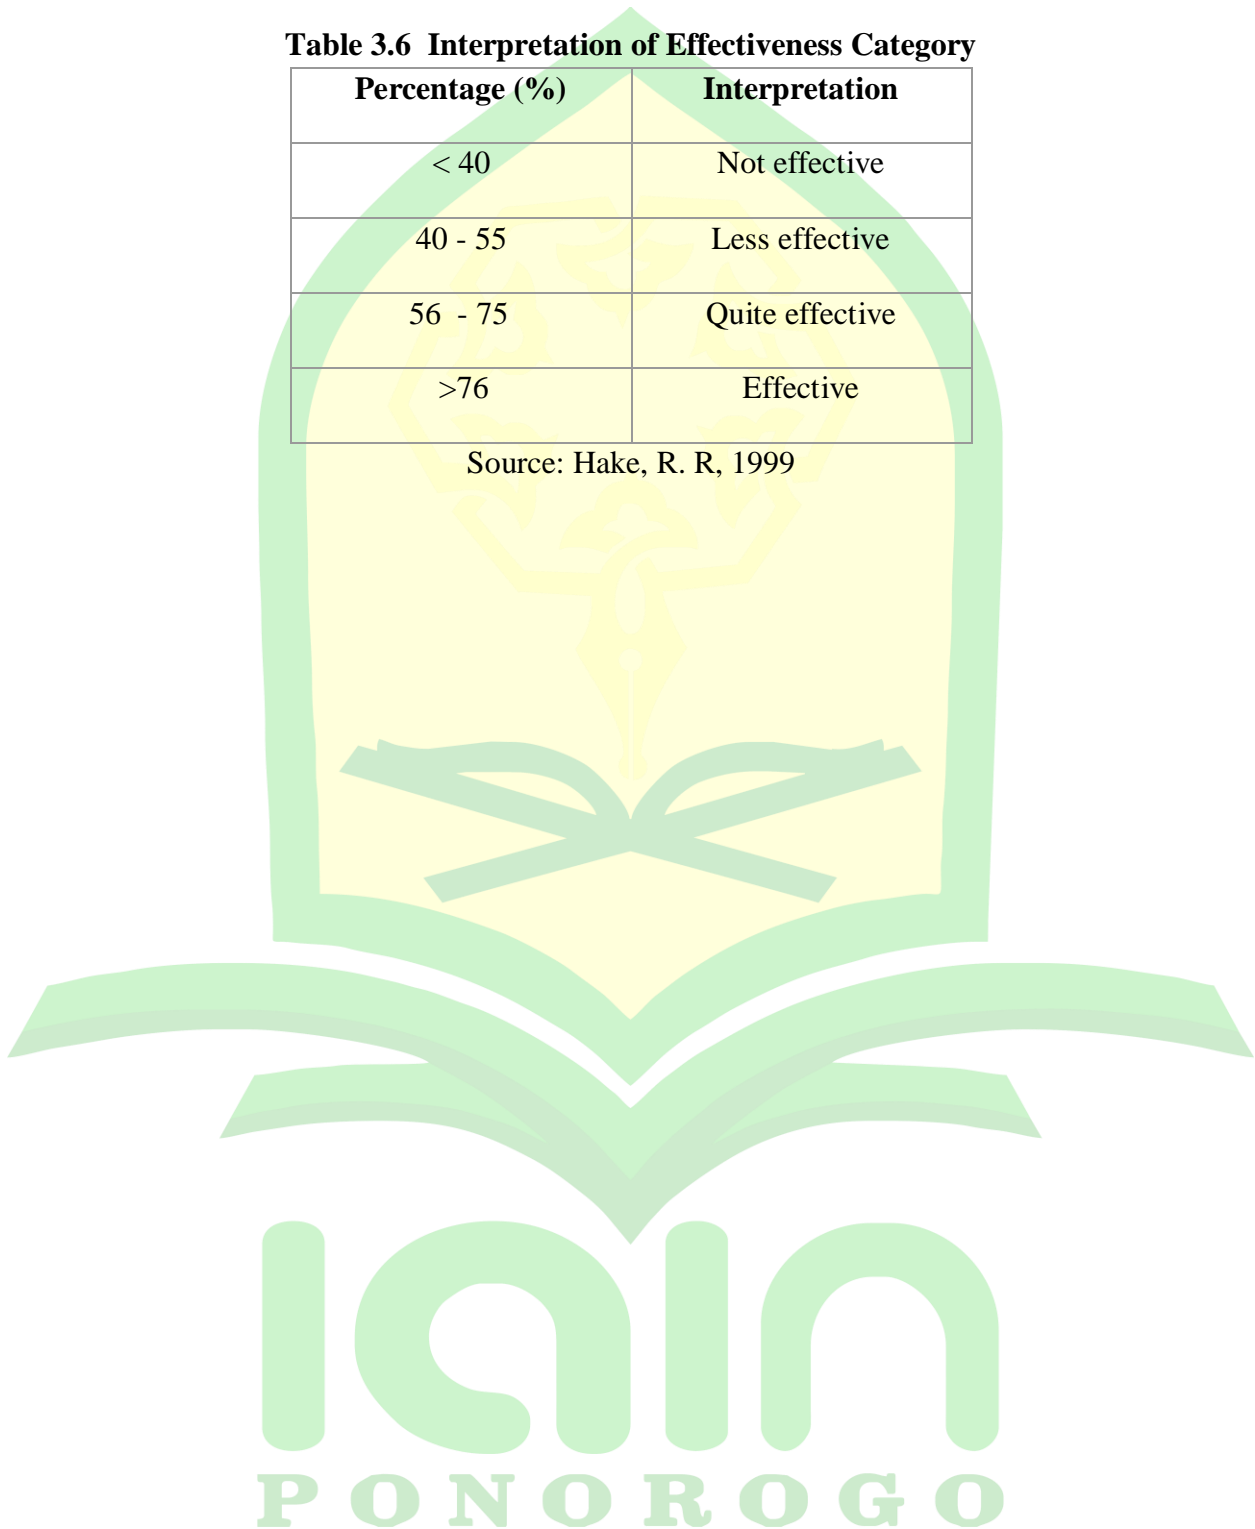 Table 3.6  Interpretation of Effectiveness Category
Percentage (%) Interpretation
< 40 Not effective
40 - 55 Less effective
56  - 75 Quite effective
>76 Effective
Source: Hake, R. R, 1999
iain
PONOROGO